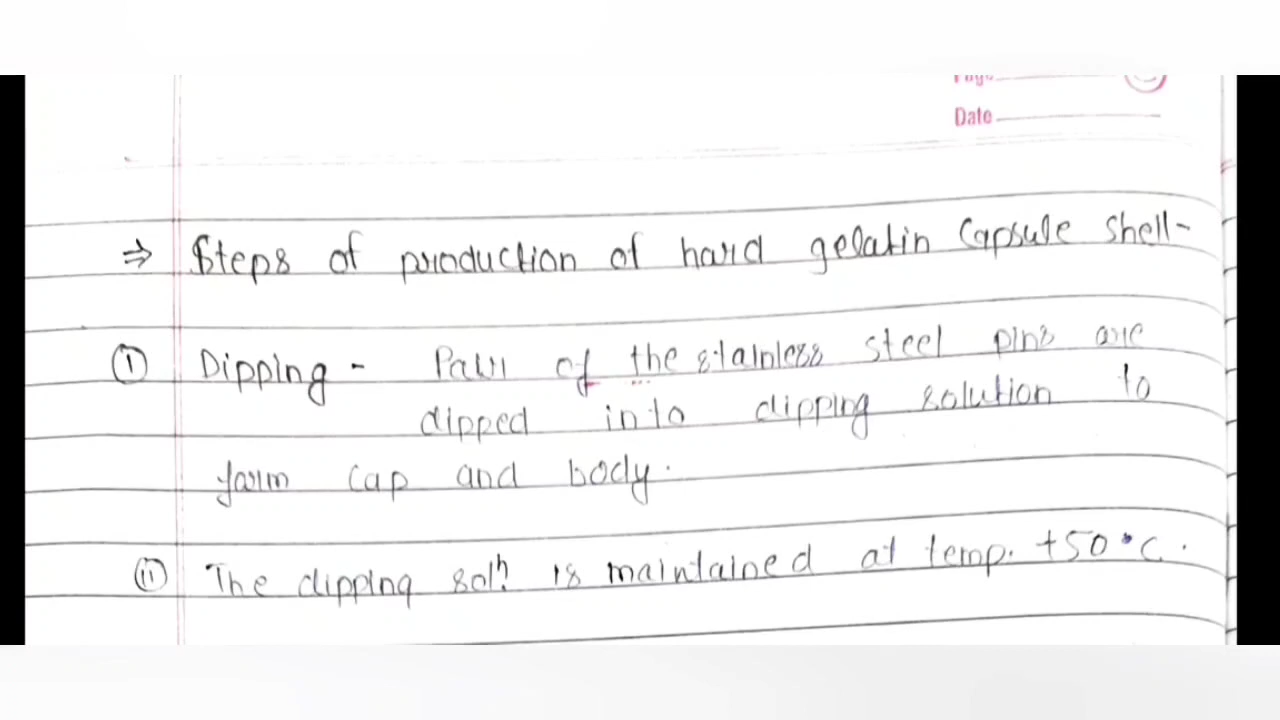 Page
Date
⇒ Steps of production of hard gelatin Capsule shell-
(i) Dipping - Pair of the stainless steel pins are
dipped into dipping solution to
form cap and body.
(ii) The dipping solⁿ. is maintained at temp. +50°C.